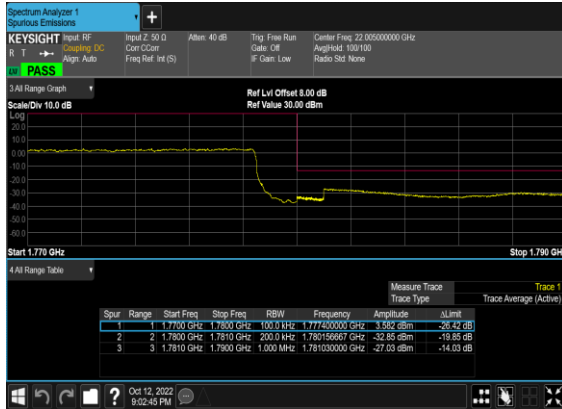 Spectrum Analyzer 1
Spurious Emissions
+
KEYSIGHT Input: RF Input Z: 50 Ω Atten: 40 dB Trig: Free Run Center Freq: 22.005000000 GHz
R T Coupling: DC Corr CCorr Gate: Off Avg|Hold: 100/100
Align: Auto Freq Ref: Int (S) IF Gain: Low Radio Std: None
PASS
3 All Range Graph
Ref Lvl Offset 8.00 dB
Scale/Div 10.0 dB Ref Value 30.00 dBm
Log
20.0
10.0
0.00
-10.0
-20.0
-30.0
-40.0
-50.0
-60.0
Start 1.770 GHz Stop 1.790 GHz
4 All Range Table
Measure Trace Trace 1
Trace Type Trace Average (Active)
Spur Range Start Freq Stop Freq RBW Frequency Amplitude ΔLimit
1 1 1.7700 GHz 1.7800 GHz 100.0 kHz 1.777400000 GHz 3.582 dBm -26.42 dB
2 2 1.7800 GHz 1.7810 GHz 200.0 kHz 1.780156667 GHz -32.85 dBm -19.85 dB
3 3 1.7810 GHz 1.7900 GHz 1.000 MHz 1.781030000 GHz -27.03 dBm -14.03 dB
? Oct 12, 2022
9:02:45 PM